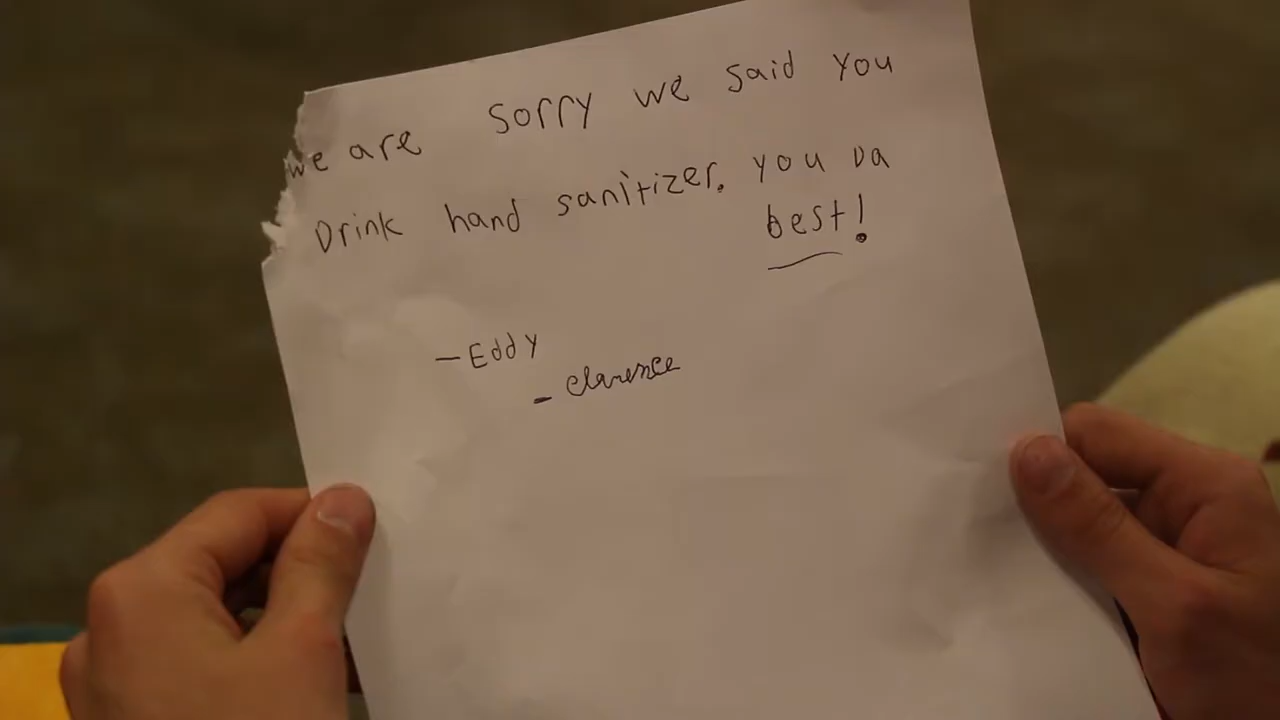 we are sorry we said you
Drink hand sanitizer. you Da
best!
- Eddy
- Clarence